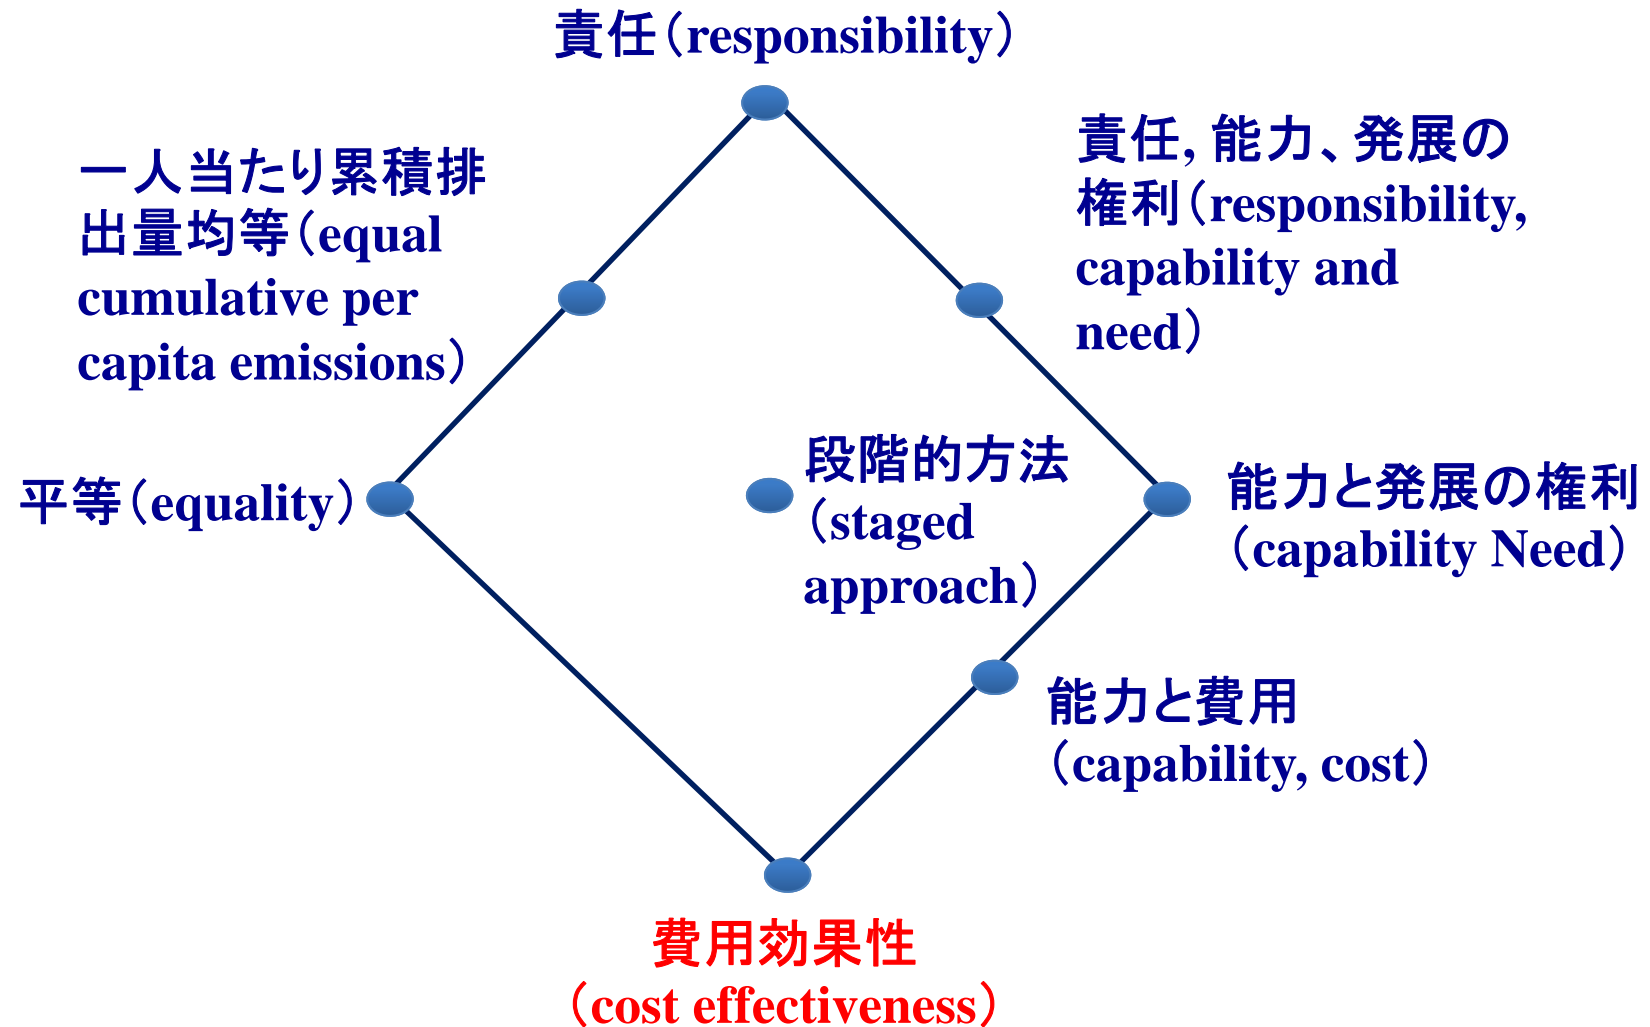 責任（responsibility）
一人当たり累積排
出量均等（equal
cumulative per
capita emissions）
責任, 能力、発展の
権利（responsibility,
capability and
need）
平等（equality）
段階的方法
（staged
approach）
能力と発展の権利
（capability Need）
能力と費用
（capability, cost）
費用効果性
（cost effectiveness）